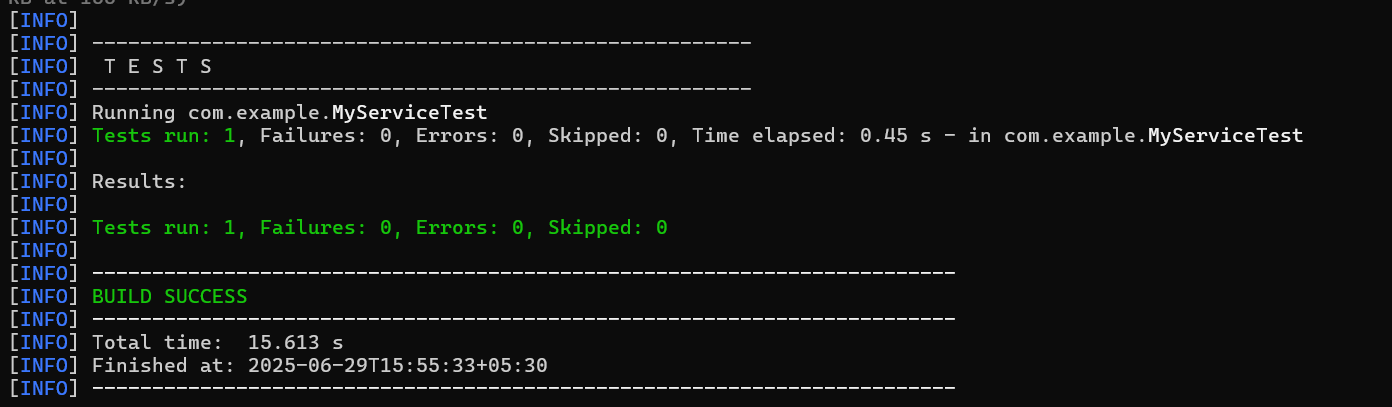 [INFO]
[INFO] -------------------------------------------------------
[INFO]  T E S T S
[INFO] -------------------------------------------------------
[INFO] Running com.example.MyServiceTest
[INFO] Tests run: 1, Failures: 0, Errors: 0, Skipped: 0, Time elapsed: 0.45 s - in com.example.MyServiceTest
[INFO]
[INFO] Results:
[INFO]
[INFO] Tests run: 1, Failures: 0, Errors: 0, Skipped: 0
[INFO]
[INFO] ------------------------------------------------------------------------
[INFO] BUILD SUCCESS
[INFO] ------------------------------------------------------------------------
[INFO] Total time:  15.613 s
[INFO] Finished at: 2025-06-29T15:55:33+05:30
[INFO] ------------------------------------------------------------------------